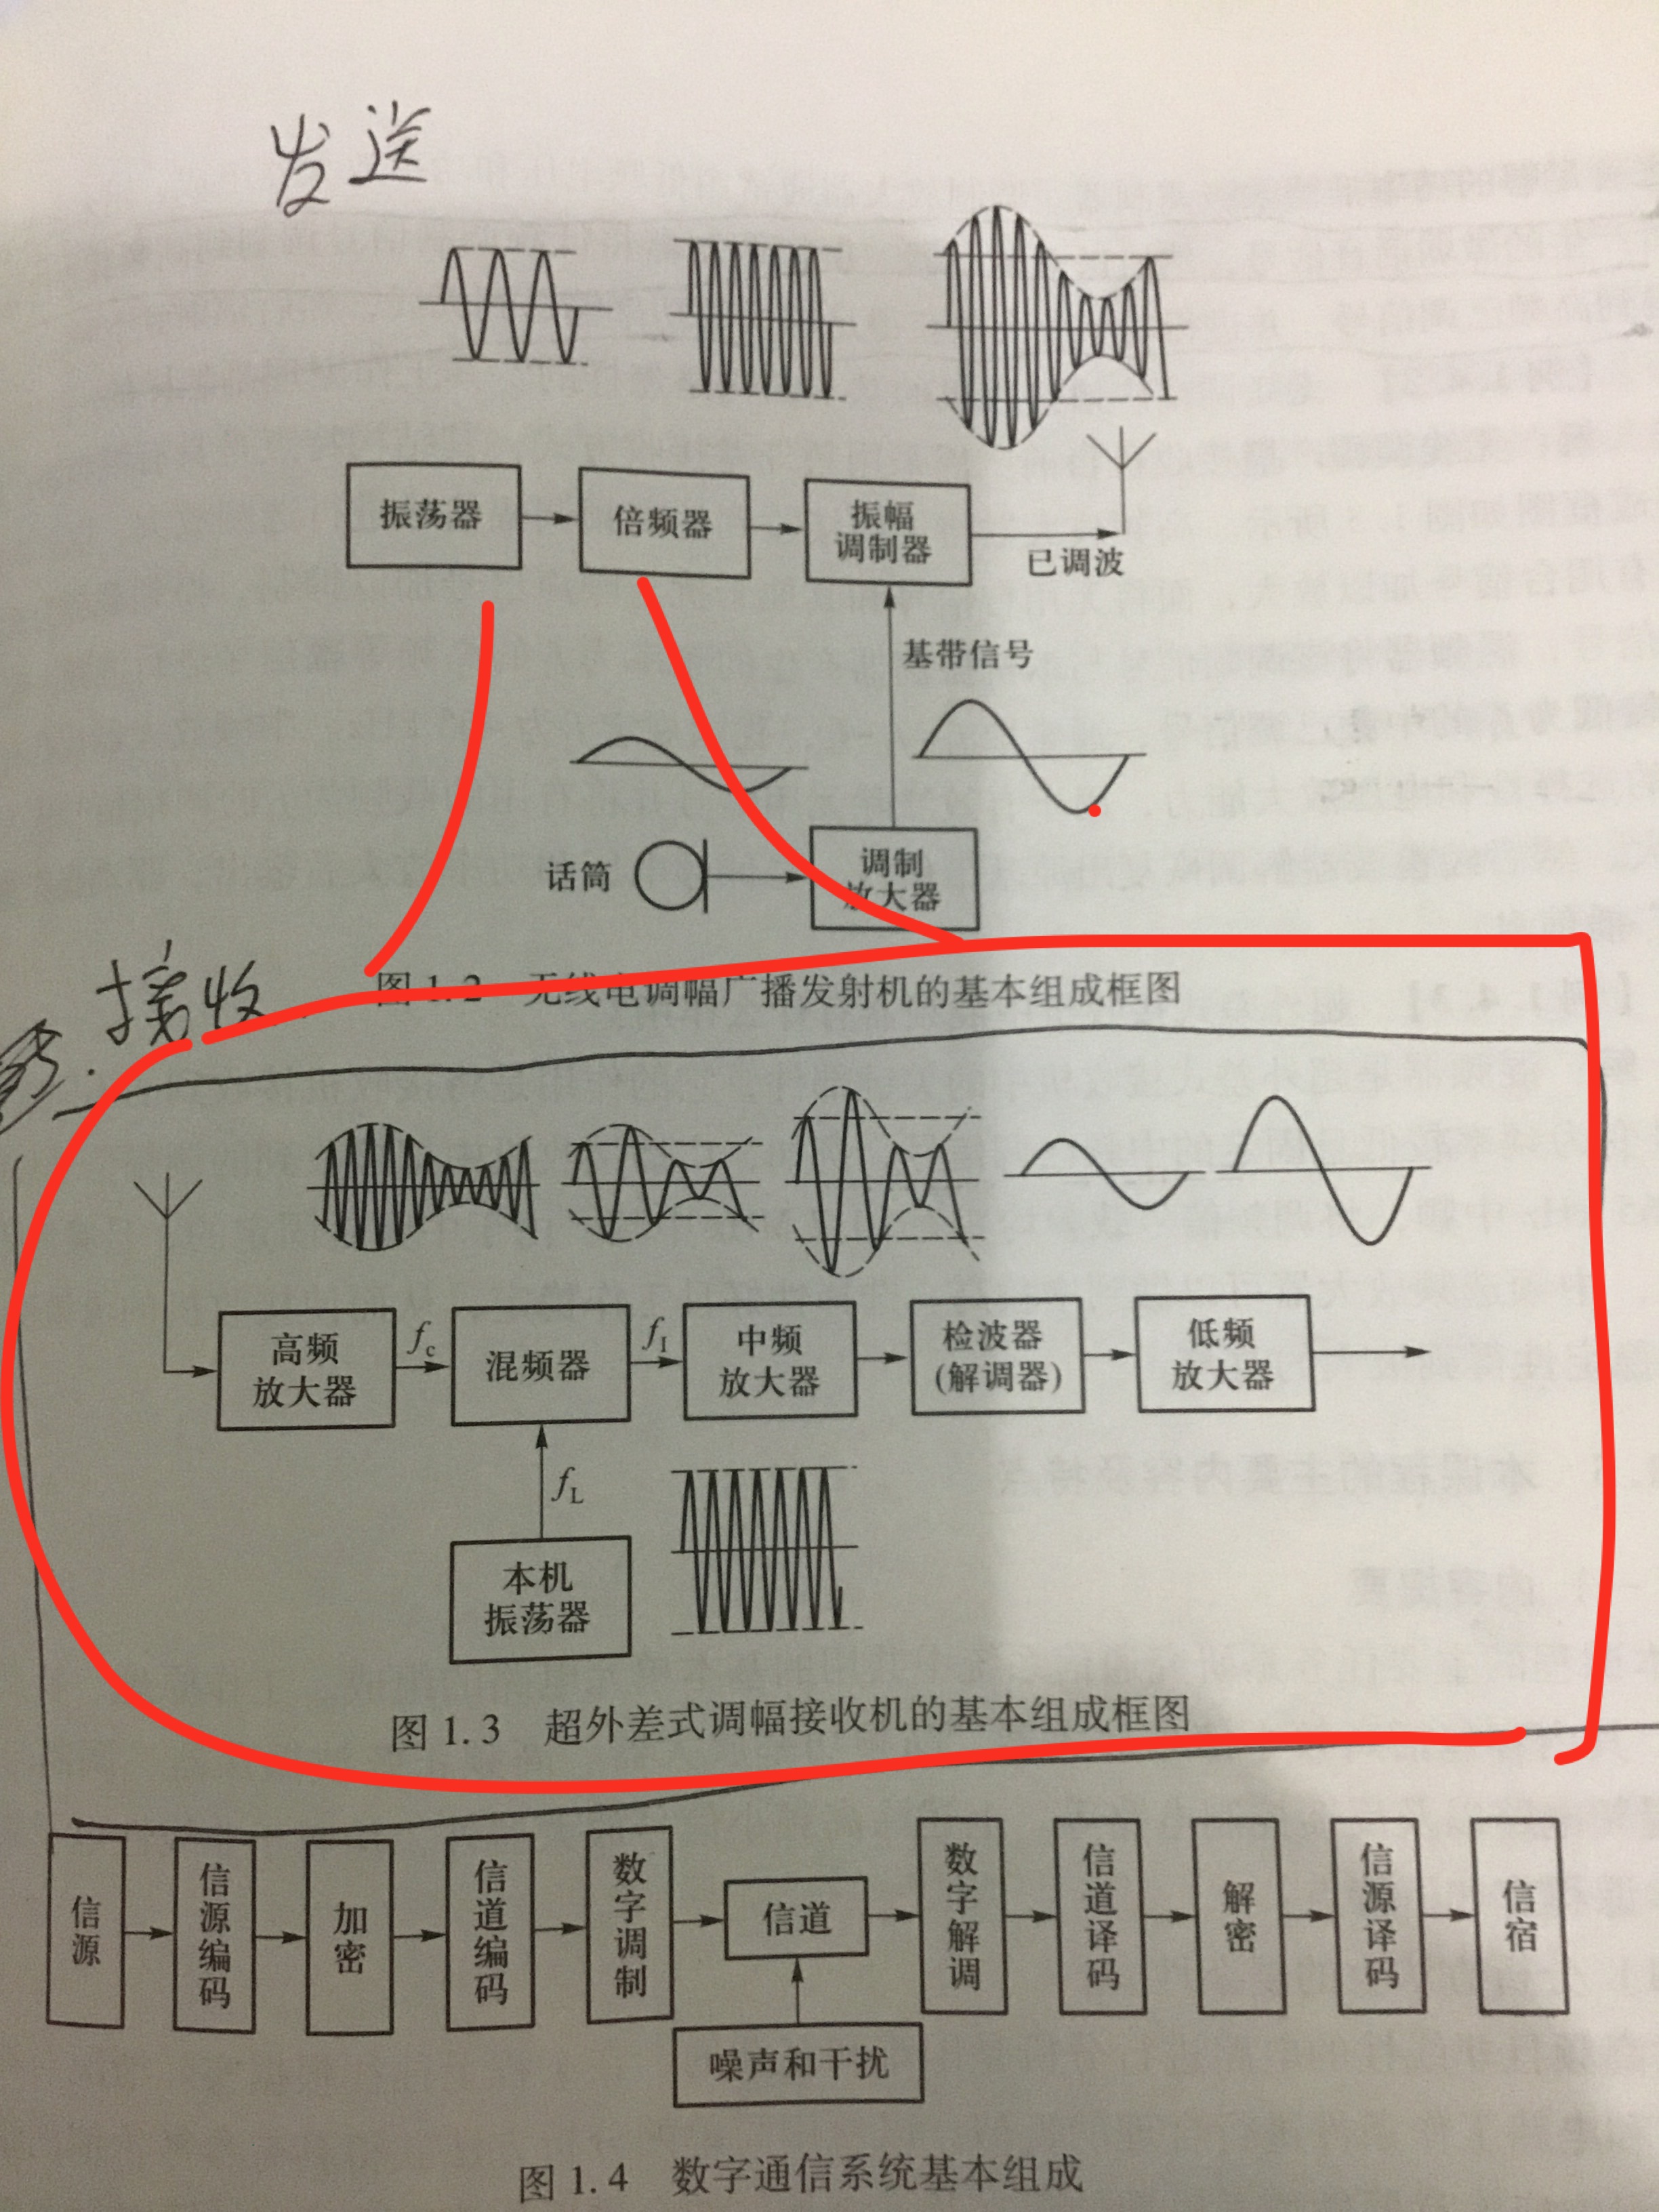 发送
振荡器
倍频器
振幅
调制器
已调波
基带信号
话筒
调制
放大器
图 1.2 无线电调幅广播发射机的基本组成框图
接收
高频
放大器
fc
混频器
fI
中频
放大器
检波器
(解调器)
低频
放大器
fL
本机
振荡器
图 1.3 超外差式调幅接收机的基本组成框图
信源
信源编码
加密
信道编码
数字调制
信道
数字解调
信道译码
解密
信源译码
信宿
噪声和干扰
图 1.4 数字通信系统基本组成